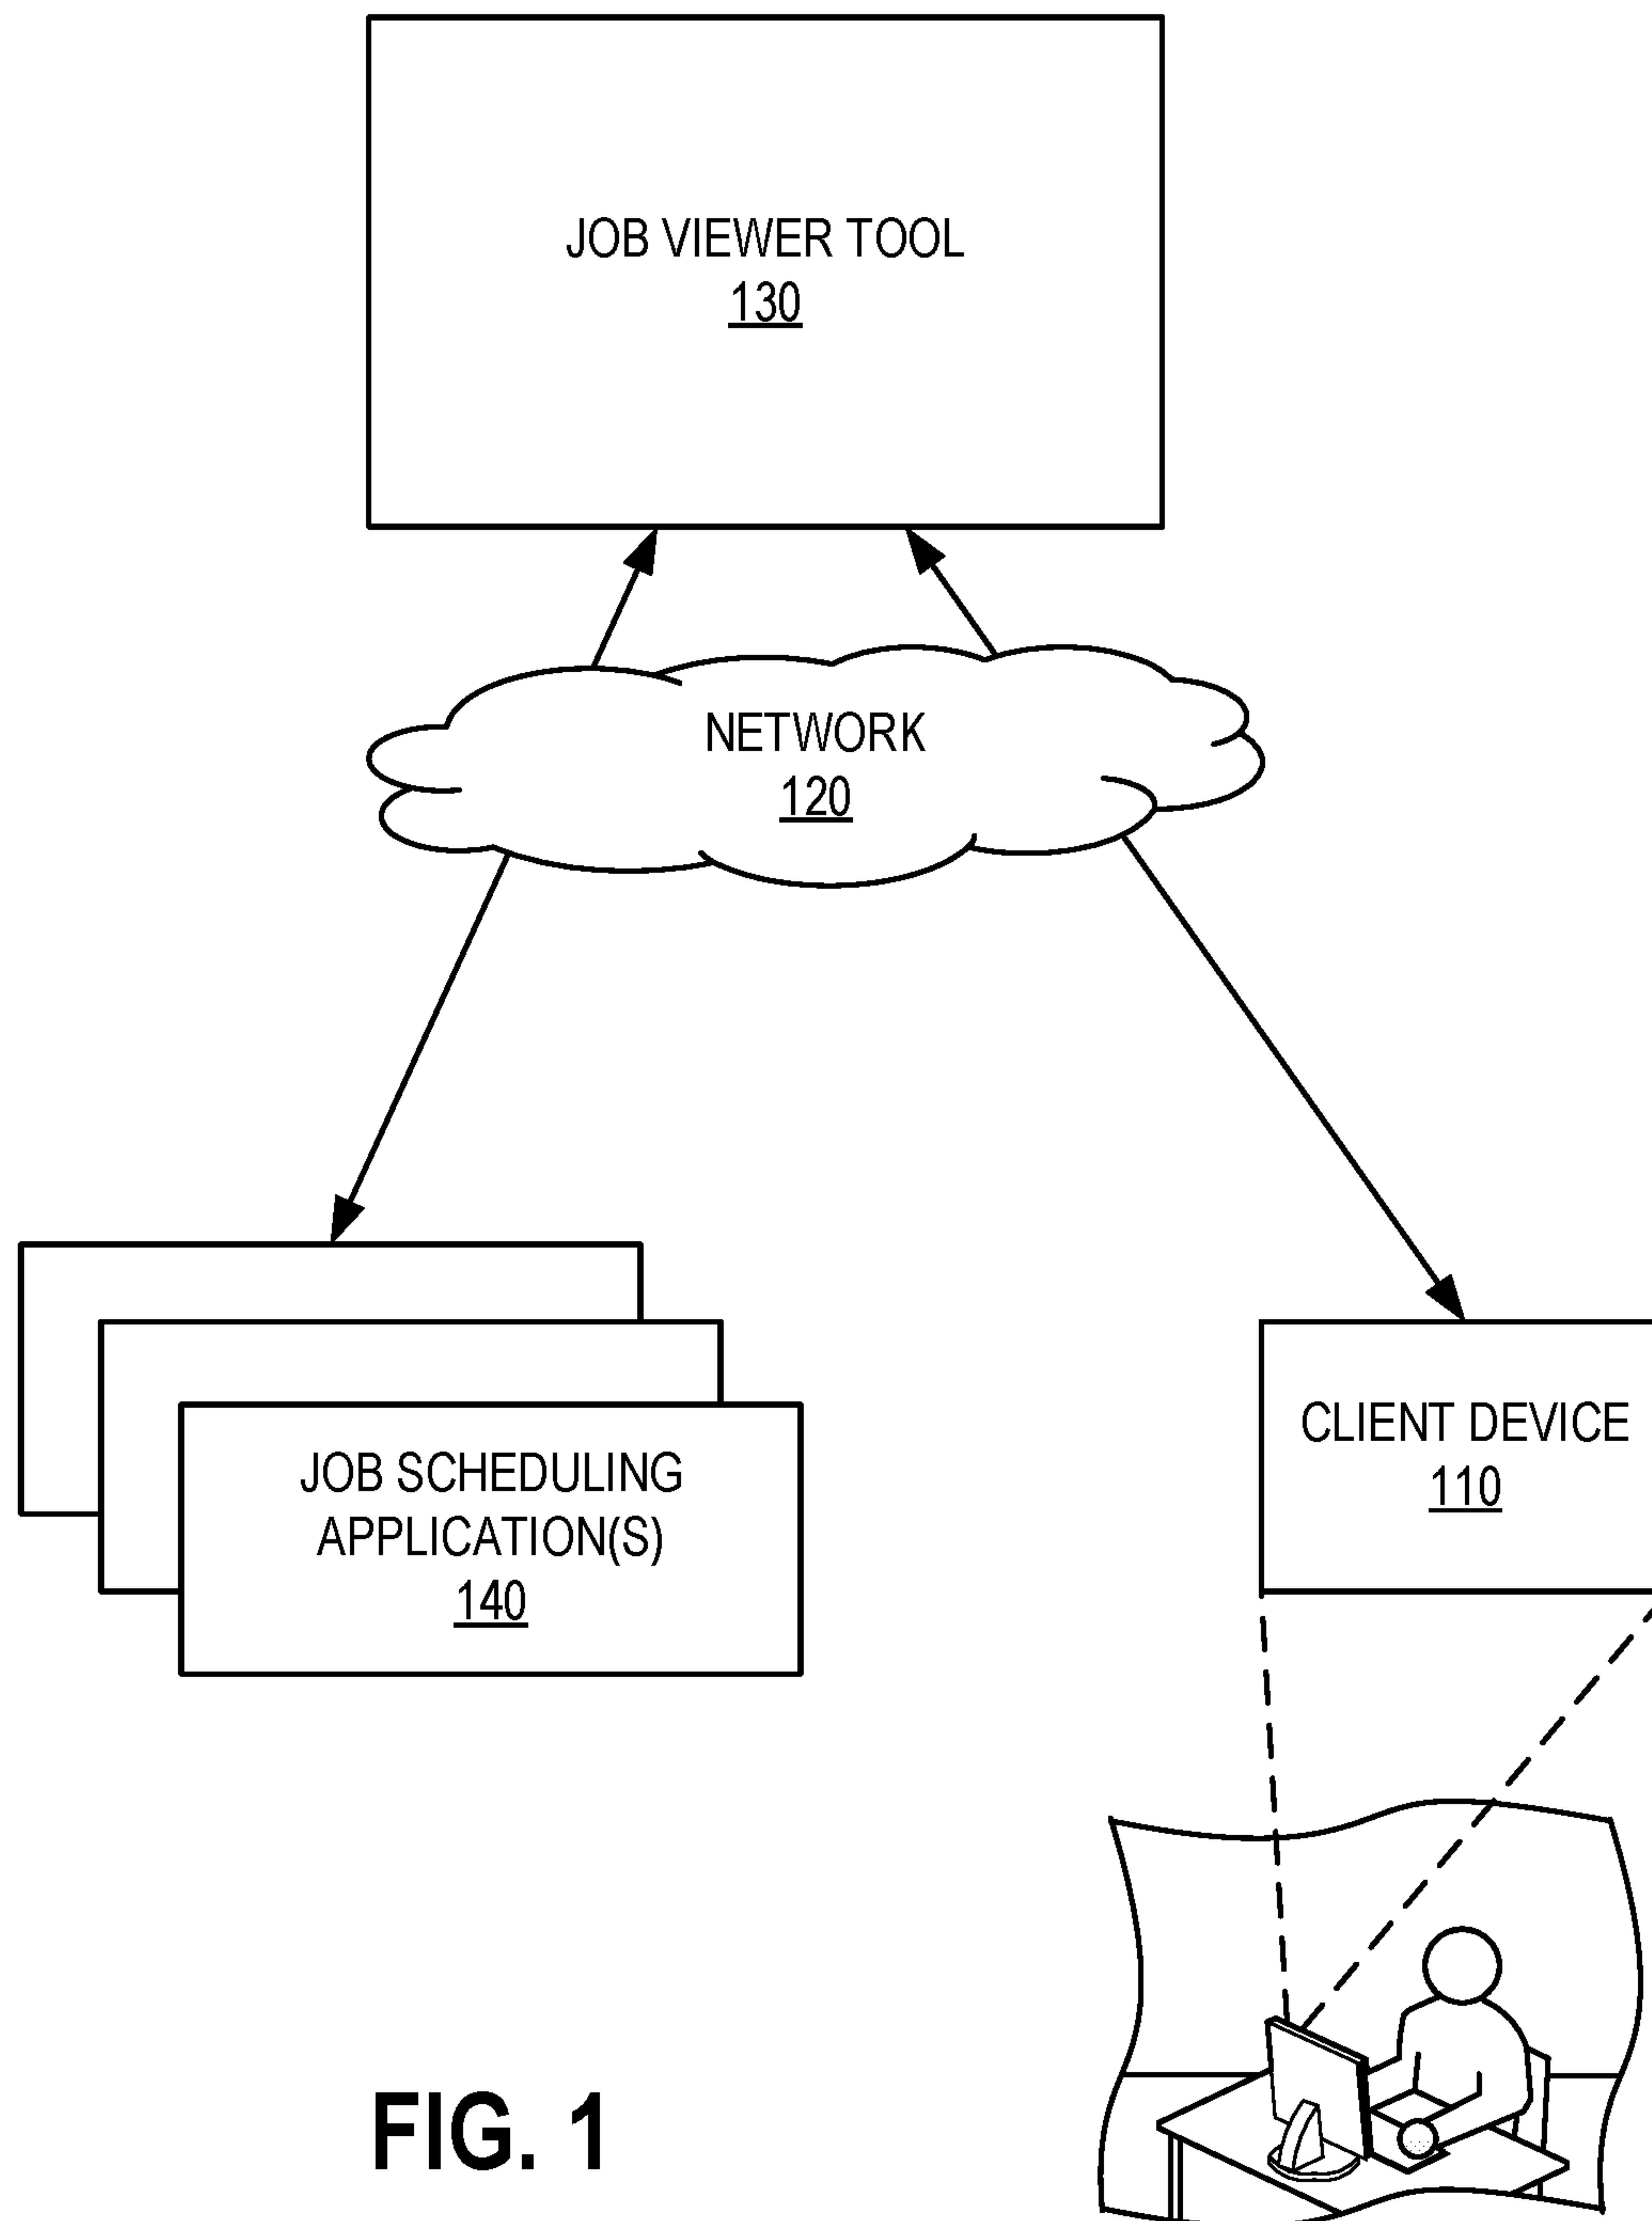 JOB VIEWER TOOL
130
NETWORK
120
JOB SCHEDULING
APPLICATION(S)
140
CLIENT DEVICE
110
FIG. 1